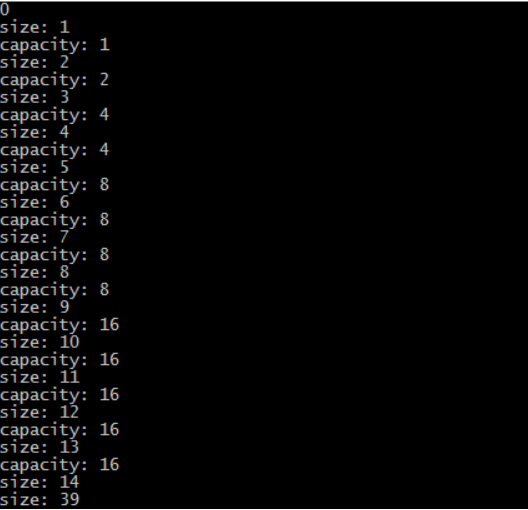 0
size: 1
capacity: 1
size: 2
capacity: 2
size: 3
capacity: 4
size: 4
capacity: 4
size: 5
capacity: 8
size: 6
capacity: 8
size: 7
capacity: 8
size: 8
capacity: 8
size: 9
capacity: 16
size: 10
capacity: 16
size: 11
capacity: 16
size: 12
capacity: 16
size: 13
capacity: 16
size: 14
size: 39